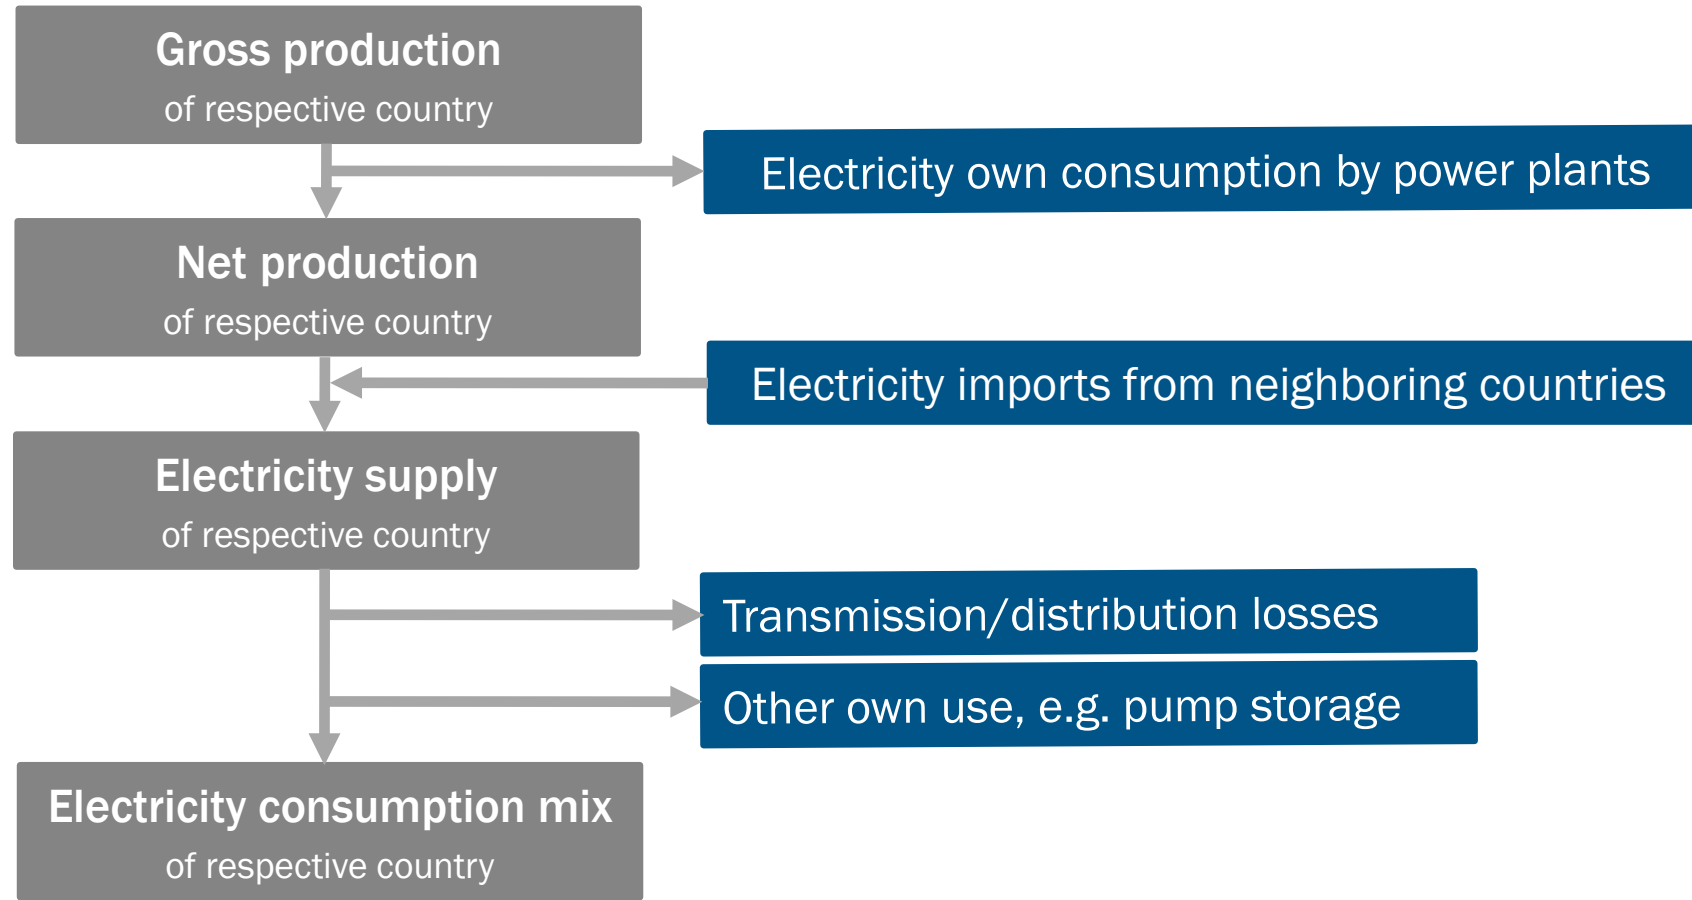 Gross production
of respective country
Electricity own consumption by power plants
Net production
of respective country
Electricity imports from neighboring countries
Electricity supply
of respective country
Transmission/distribution losses
Other own use, e.g. pump storage
Electricity consumption mix
of respective country